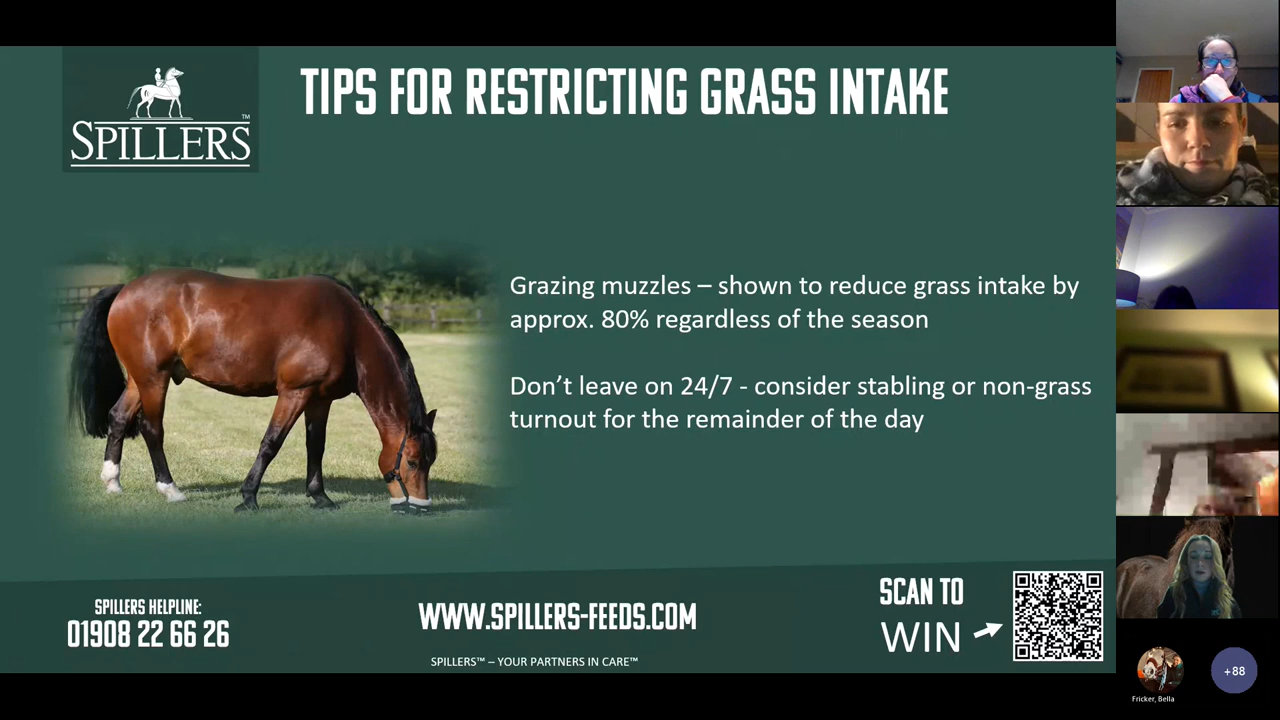 TIPS FOR RESTRICTING GRASS INTAKE
SPILLERS™
Grazing muzzles – shown to reduce grass intake by
approx. 80% regardless of the season
Don't leave on 24/7 - consider stabling or non-grass
turnout for the remainder of the day
SPILLERS HELPLINE:
01908 22 66 26
WWW.SPILLERS-FEEDS.COM
SPILLERS™ – YOUR PARTNERS IN CARE™
SCAN TO
WIN
Fricker, Bella
+88